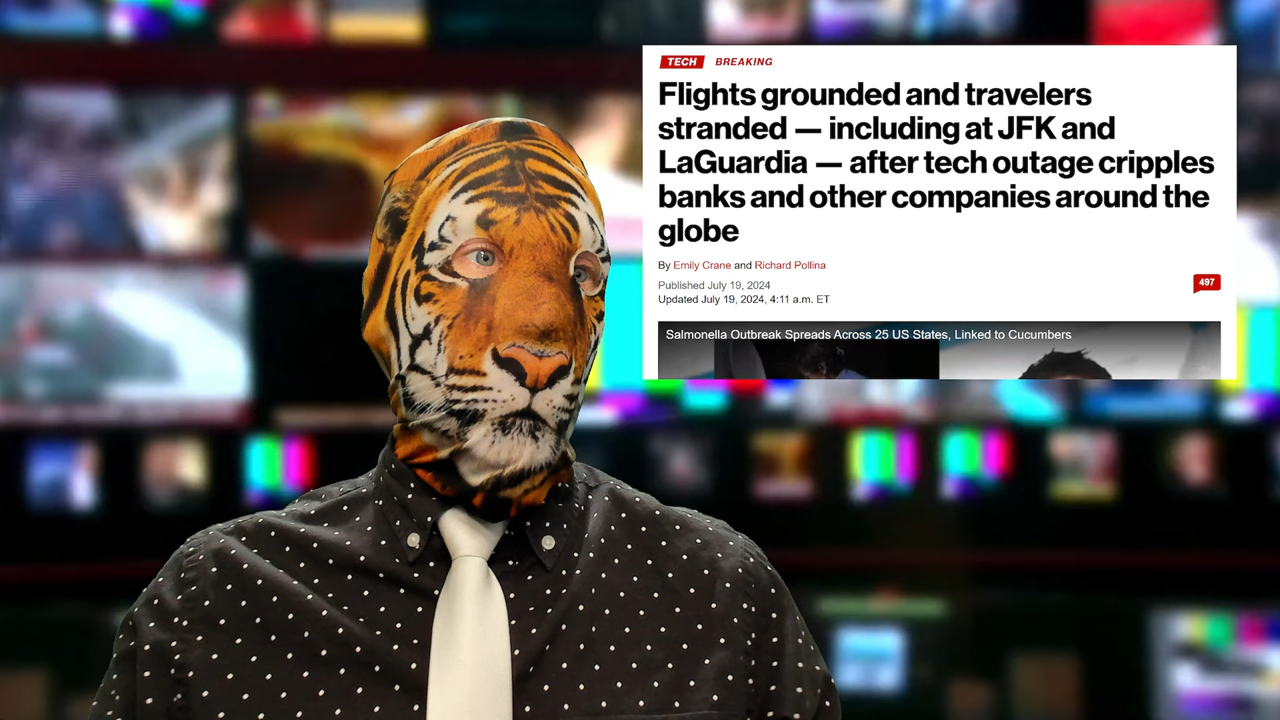 TECH BREAKING
Flights grounded and travelers
stranded — including at JFK and
LaGuardia — after tech outage cripples
banks and other companies around the
globe
By Emily Crane and Richard Pollina
Published July 19, 2024
497
Updated July 19, 2024, 4:11 a.m. ET
Salmonella Outbreak Spreads Across 25 US States, Linked to Cucumbers